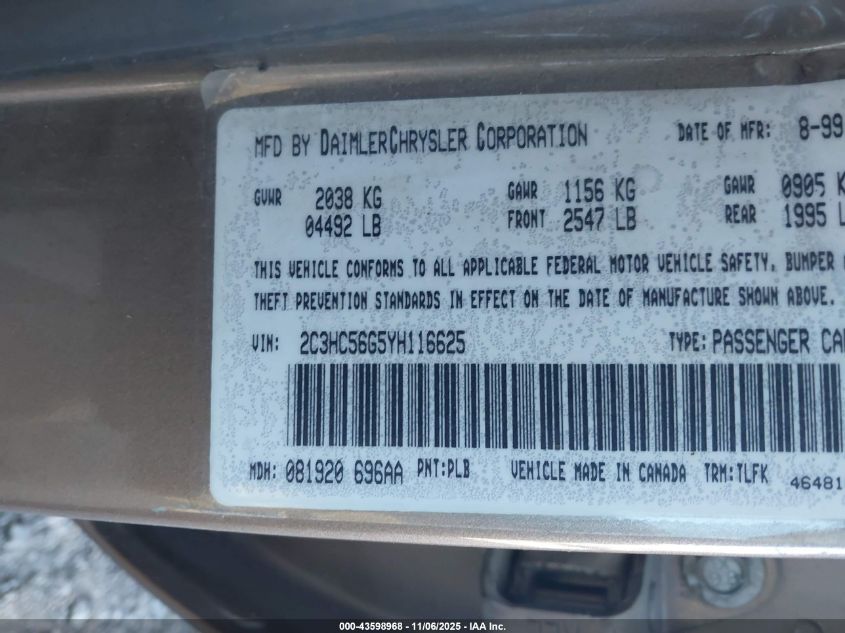 MFD BY DAIMLERCHRYSLER CORPORATION DATE OF MFR: 8-99
GVWR 2038 KG GAWR 1156 KG GAWR 0905 K
04492 LB FRONT 2547 LB REAR 1995 L
THIS VEHICLE CONFORMS TO ALL APPLICABLE FEDERAL MOTOR VEHICLE SAFETY, BUMPER
THEFT PREVENTION STANDARDS IN EFFECT ON THE DATE OF MANUFACTURE SHOWN ABOVE.
VIN: 2C3HC56G5YH116625 TYPE: PASSENGER CAR
MDH: 081920 696AA PNT:PLB VEHICLE MADE IN CANADA TRM:TLFK 46481
000-43598968 - 11/06/2025 - IAA Inc.